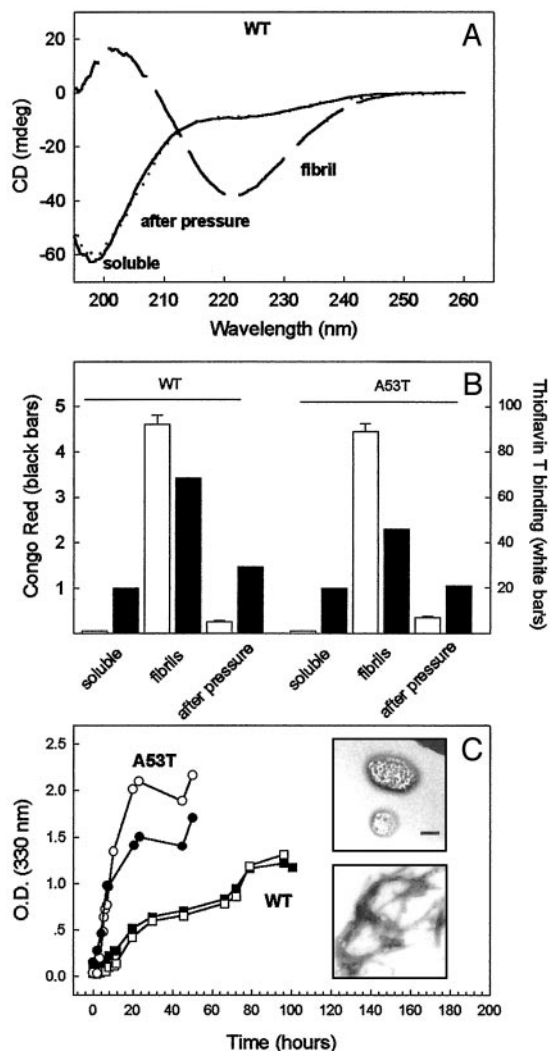 WT
A
20
0
-20
-40
-60
CD (mdeg)
fibril
after pressure
soluble
200 210 220 230 240 250 260
Wavelength (nm)
WT
A53T
B
5
4
3
2
1
Congo Red (black bars)
100
80
60
40
20
Thioflavin T binding (white bar's)
soluble
fibrils
after pressure
soluble
fibrils
after pressure
A53T
C
2.5
2.0
1.5
1.0
.5
0.0
O.D. (330 nm)
WT
0 20 40 60 80 100 120 140 160 180 200
Time (hours)